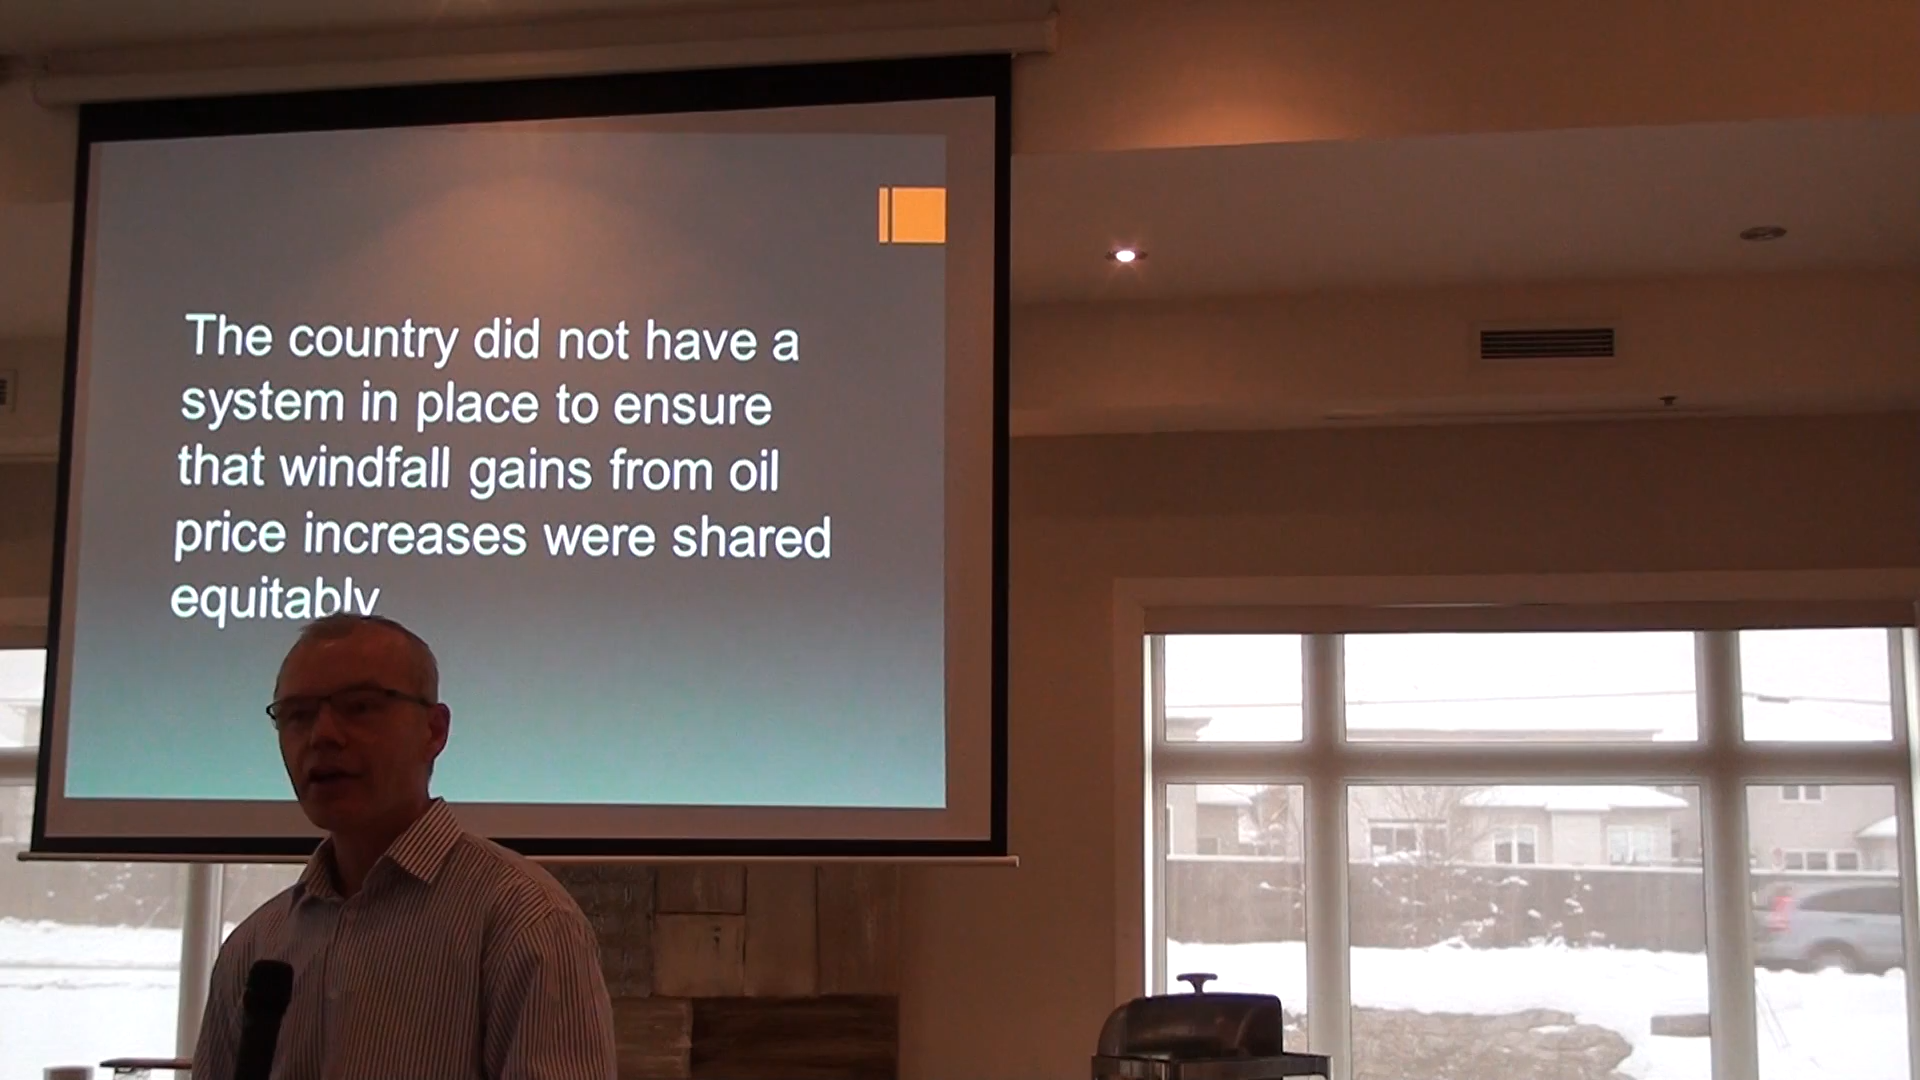 The country did not have a
system in place to ensure
that windfall gains from oil
price increases were shared
equitably